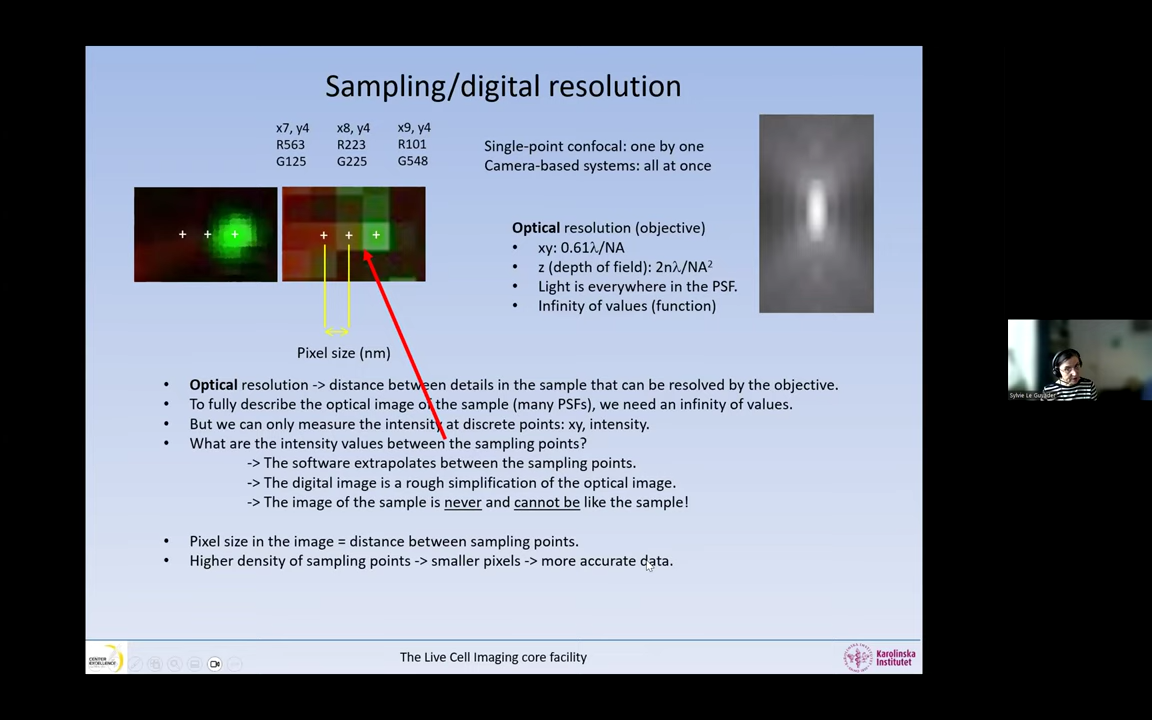 Sampling/digital resolution
x7, y4 x8, y4 x9, y4
R563 R223 R101
G125 G225 G548
Single-point confocal: one by one
Camera-based systems: all at once
Optical resolution (objective)
• xy: 0.61λ/NA
• z (depth of field): 2nλ/NA²
• Light is everywhere in the PSF.
• Infinity of values (function)
Pixel size (nm)
• Optical resolution -> distance between details in the sample that can be resolved by the objective.
• To fully describe the optical image of the sample (many PSFs), we need an infinity of values.
• But we can only measure the intensity at discrete points: xy, intensity.
• What are the intensity values between the sampling points?
-> The software extrapolates between the sampling points.
-> The digital image is a rough simplification of the optical image.
-> The image of the sample is never and cannot be like the sample!
• Pixel size in the image = distance between sampling points.
• Higher density of sampling points -> smaller pixels -> more accurate data.
The Live Cell Imaging core facility
Karolinska
Institutet
Sylvie Le Guyader